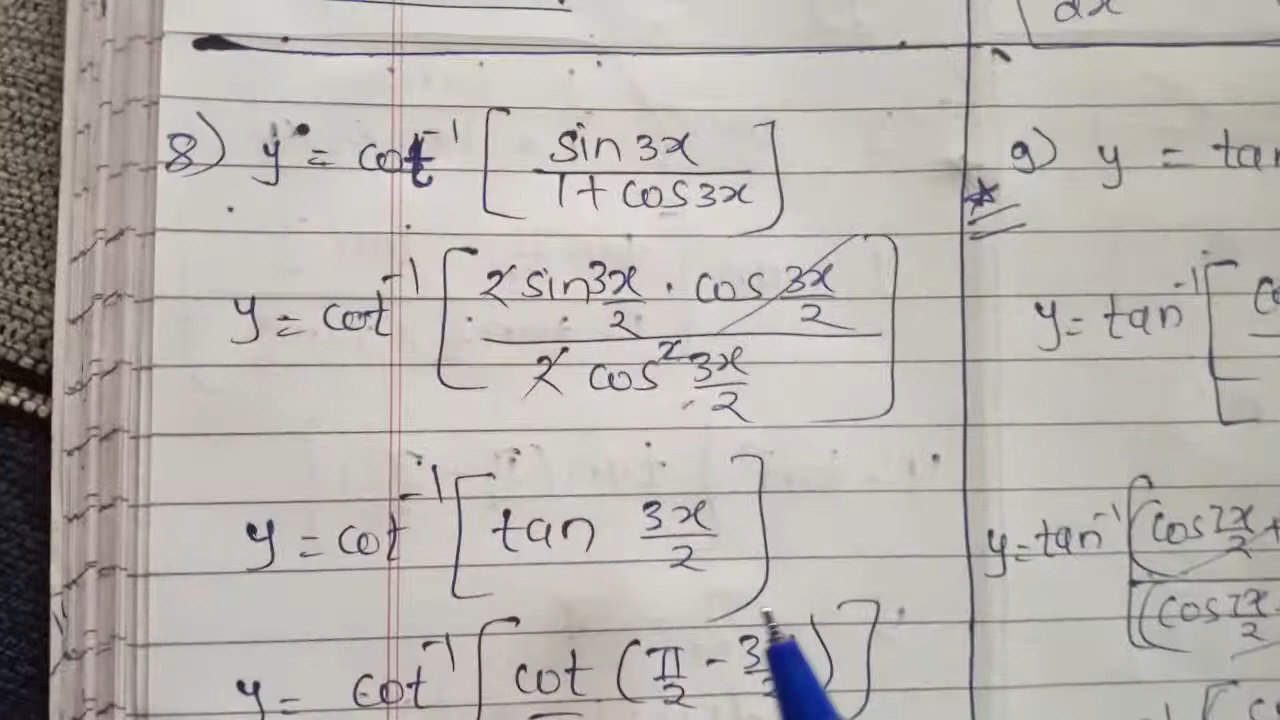 dx
8) y = cot⁻¹ [ sin 3x / 1 + cos 3x ]
y = cot⁻¹ [ 2 sin 3x/2 · cos 3x/2 / 2 cos² 3x/2 ]
y = cot⁻¹ [ tan 3x/2 ]
y = cot⁻¹ [ cot ( π/2 - 3
9) y = tan
y = tan⁻¹ [
y = tan⁻¹ [ (cos 7x/2 + / (cos 7x/2